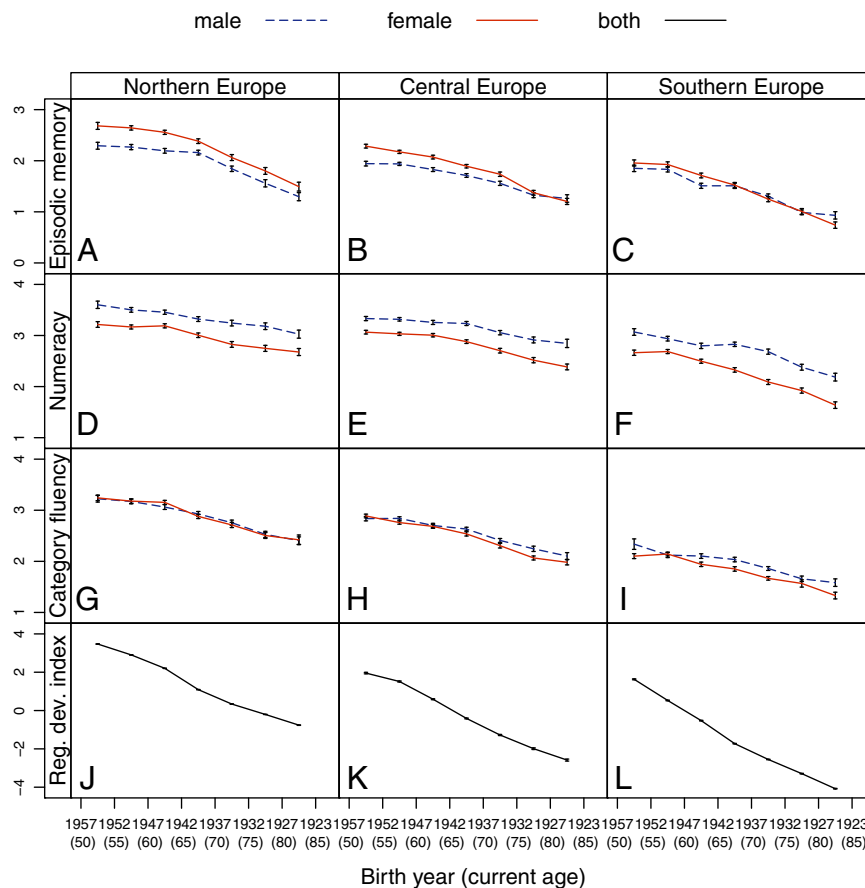 male female both
Northern Europe Central Europe Southern Europe
Episodic memory
0 1 2 3
A B C
Numeracy
1 2 3 4
D E F
Category fluency
1 2 3 4
G H I
Reg. dev. index
−4 −2 0 2 4
J K L
1957 1952 1947 1942 1937 1932 1927 1923 1957 1952 1947 1942 1937 1932 1927 1923 1957 1952 1947 1942 1937 1932 1927 1923
(50) (55) (60) (65) (70) (75) (80) (85) (50) (55) (60) (65) (70) (75) (80) (85) (50) (55) (60) (65) (70) (75) (80) (85)
Birth year (current age)